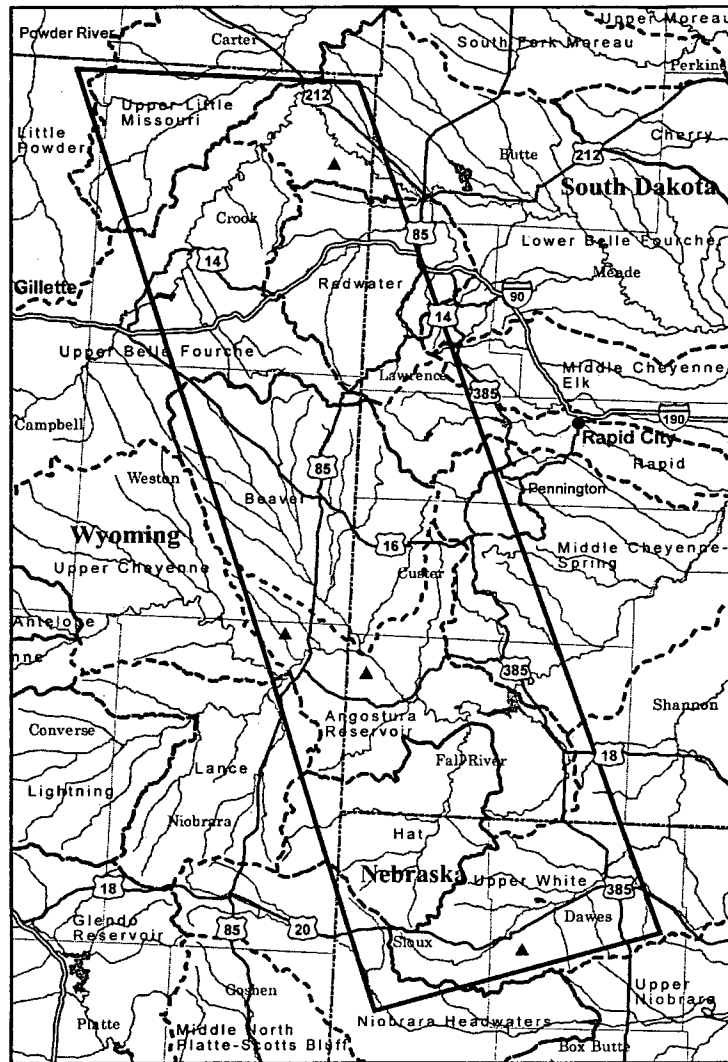 Powder River
Carter
Upper Moreau
South Fork Moreau
Perkins
212
Upper Little
Missouri
Little
Powder
Cherry
Butte
212
South Dakota
Crook
85
Lower Belle Fourche
14
Meade
Gillette
Redwater
90
14
Upper Belle Fourche
Middle Cheyenne-
Elk
Lawrence
385
Campbell
190
Rapid City
Rapid
85
Weston
Beaver
Pennington
Wyoming
16
Middle Cheyenne-
Spring
Upper Cheyenne
Custer
Antelope
385
Shannon
Angostura
Reservoir
Converse
Fall River
18
Lance
Lightning
Niobrara
Hat
Nebraska
Upper White
18
385
Glendo
Reservoir
85
20
Dawes
Sioux
Goshen
Upper
Niobrara
Platte
Middle North
Platte-Scotts Bluff
Niobrara Headwaters
Box Butte